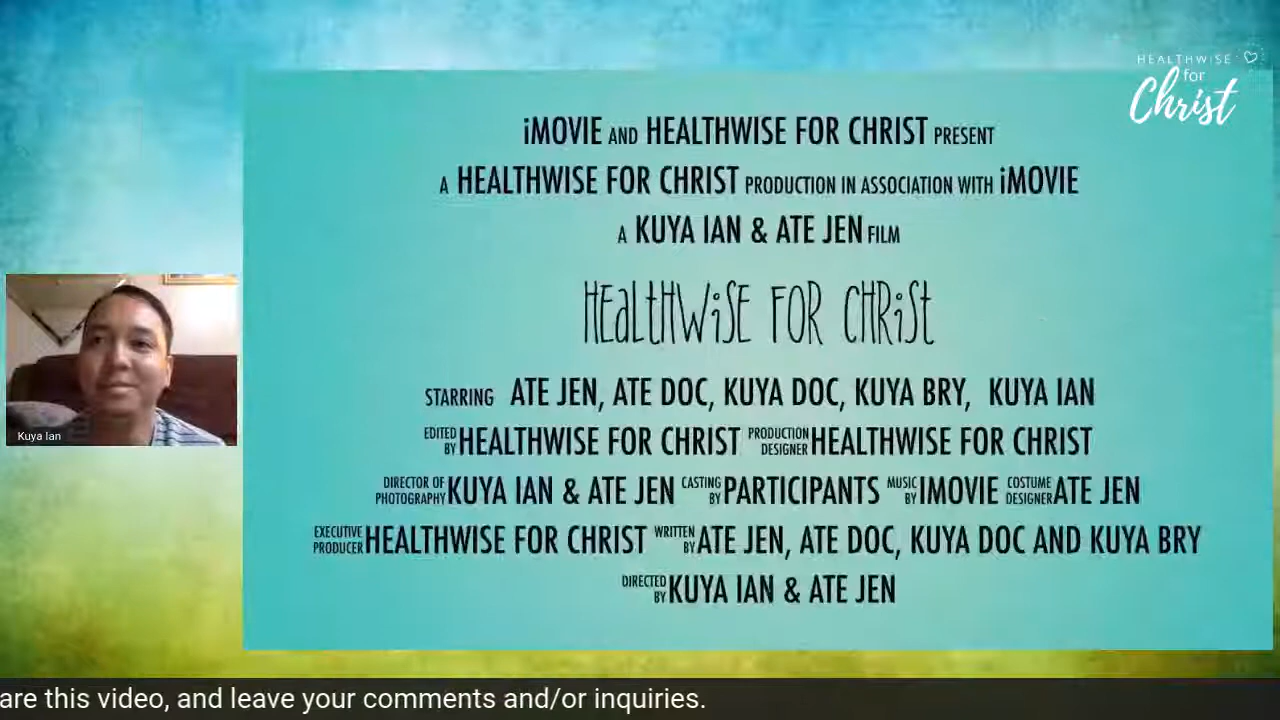 HEALTHWISE
for
Christ
iMOVIE AND HEALTHWISE FOR CHRIST PRESENT
A HEALTHWISE FOR CHRIST PRODUCTION IN ASSOCIATION WITH iMOVIE
A KUYA IAN & ATE JEN FILM
HEALTHWiSE FOR CHRiST
STARRING ATE JEN, ATE DOC, KUYA DOC, KUYA BRY, KUYA IAN
EDITED BY HEALTHWISE FOR CHRIST PRODUCTION DESIGNER HEALTHWISE FOR CHRIST
DIRECTOR OF PHOTOGRAPHY KUYA IAN & ATE JEN CASTING BY PARTICIPANTS MUSIC BY IMOVIE COSTUME DESIGNER ATE JEN
EXECUTIVE PRODUCER HEALTHWISE FOR CHRIST WRITTEN BY ATE JEN, ATE DOC, KUYA DOC AND KUYA BRY
DIRECTED BY KUYA IAN & ATE JEN
Kuya Ian
are this video, and leave your comments and/or inquiries.